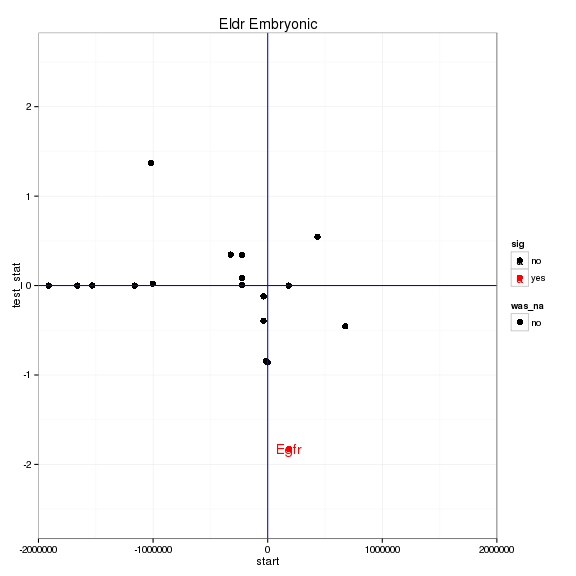 Eldr Embryonic
test_stat
2
1
0
-1
-2
Egfr
-2000000 -1000000 0 1000000 2000000
start
sig
no
yes
was_na
no